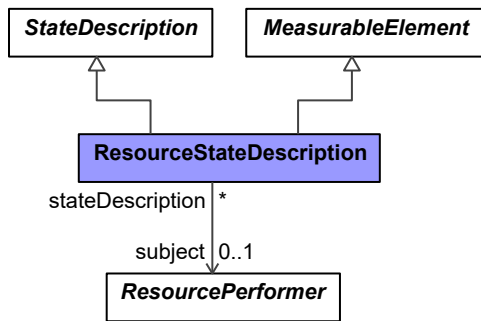 StateDescription
MeasurableElement
ResourceStateDescription
stateDescription *
subject 0..1
ResourcePerformer